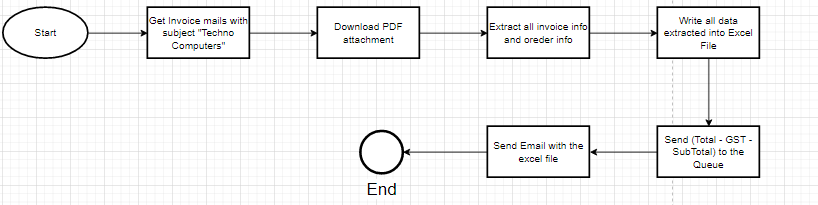 Start
Get Invoice mails with
subject "Techno
Computers"
Download PDF
attachment
Extract all invoice info
and oreder info
Write all data
extracted into Excel
File
Send (Total - GST -
SubTotal) to the
Queue
Send Email with the
excel file
End